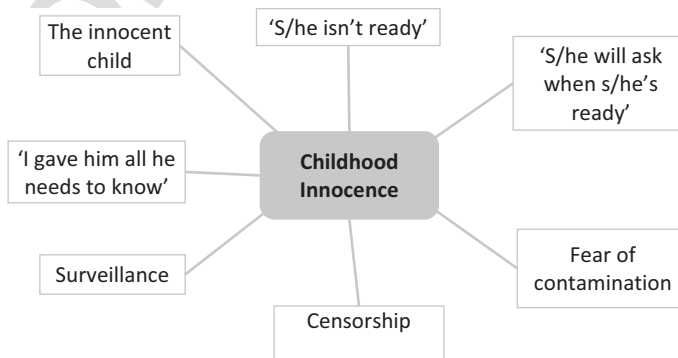 The innocent
child
‘S/he isn’t ready’
‘S/he will ask
when s/he’s
ready’
‘I gave him all he
needs to know’
Childhood
Innocence
Surveillance
Censorship
Fear of
contamination